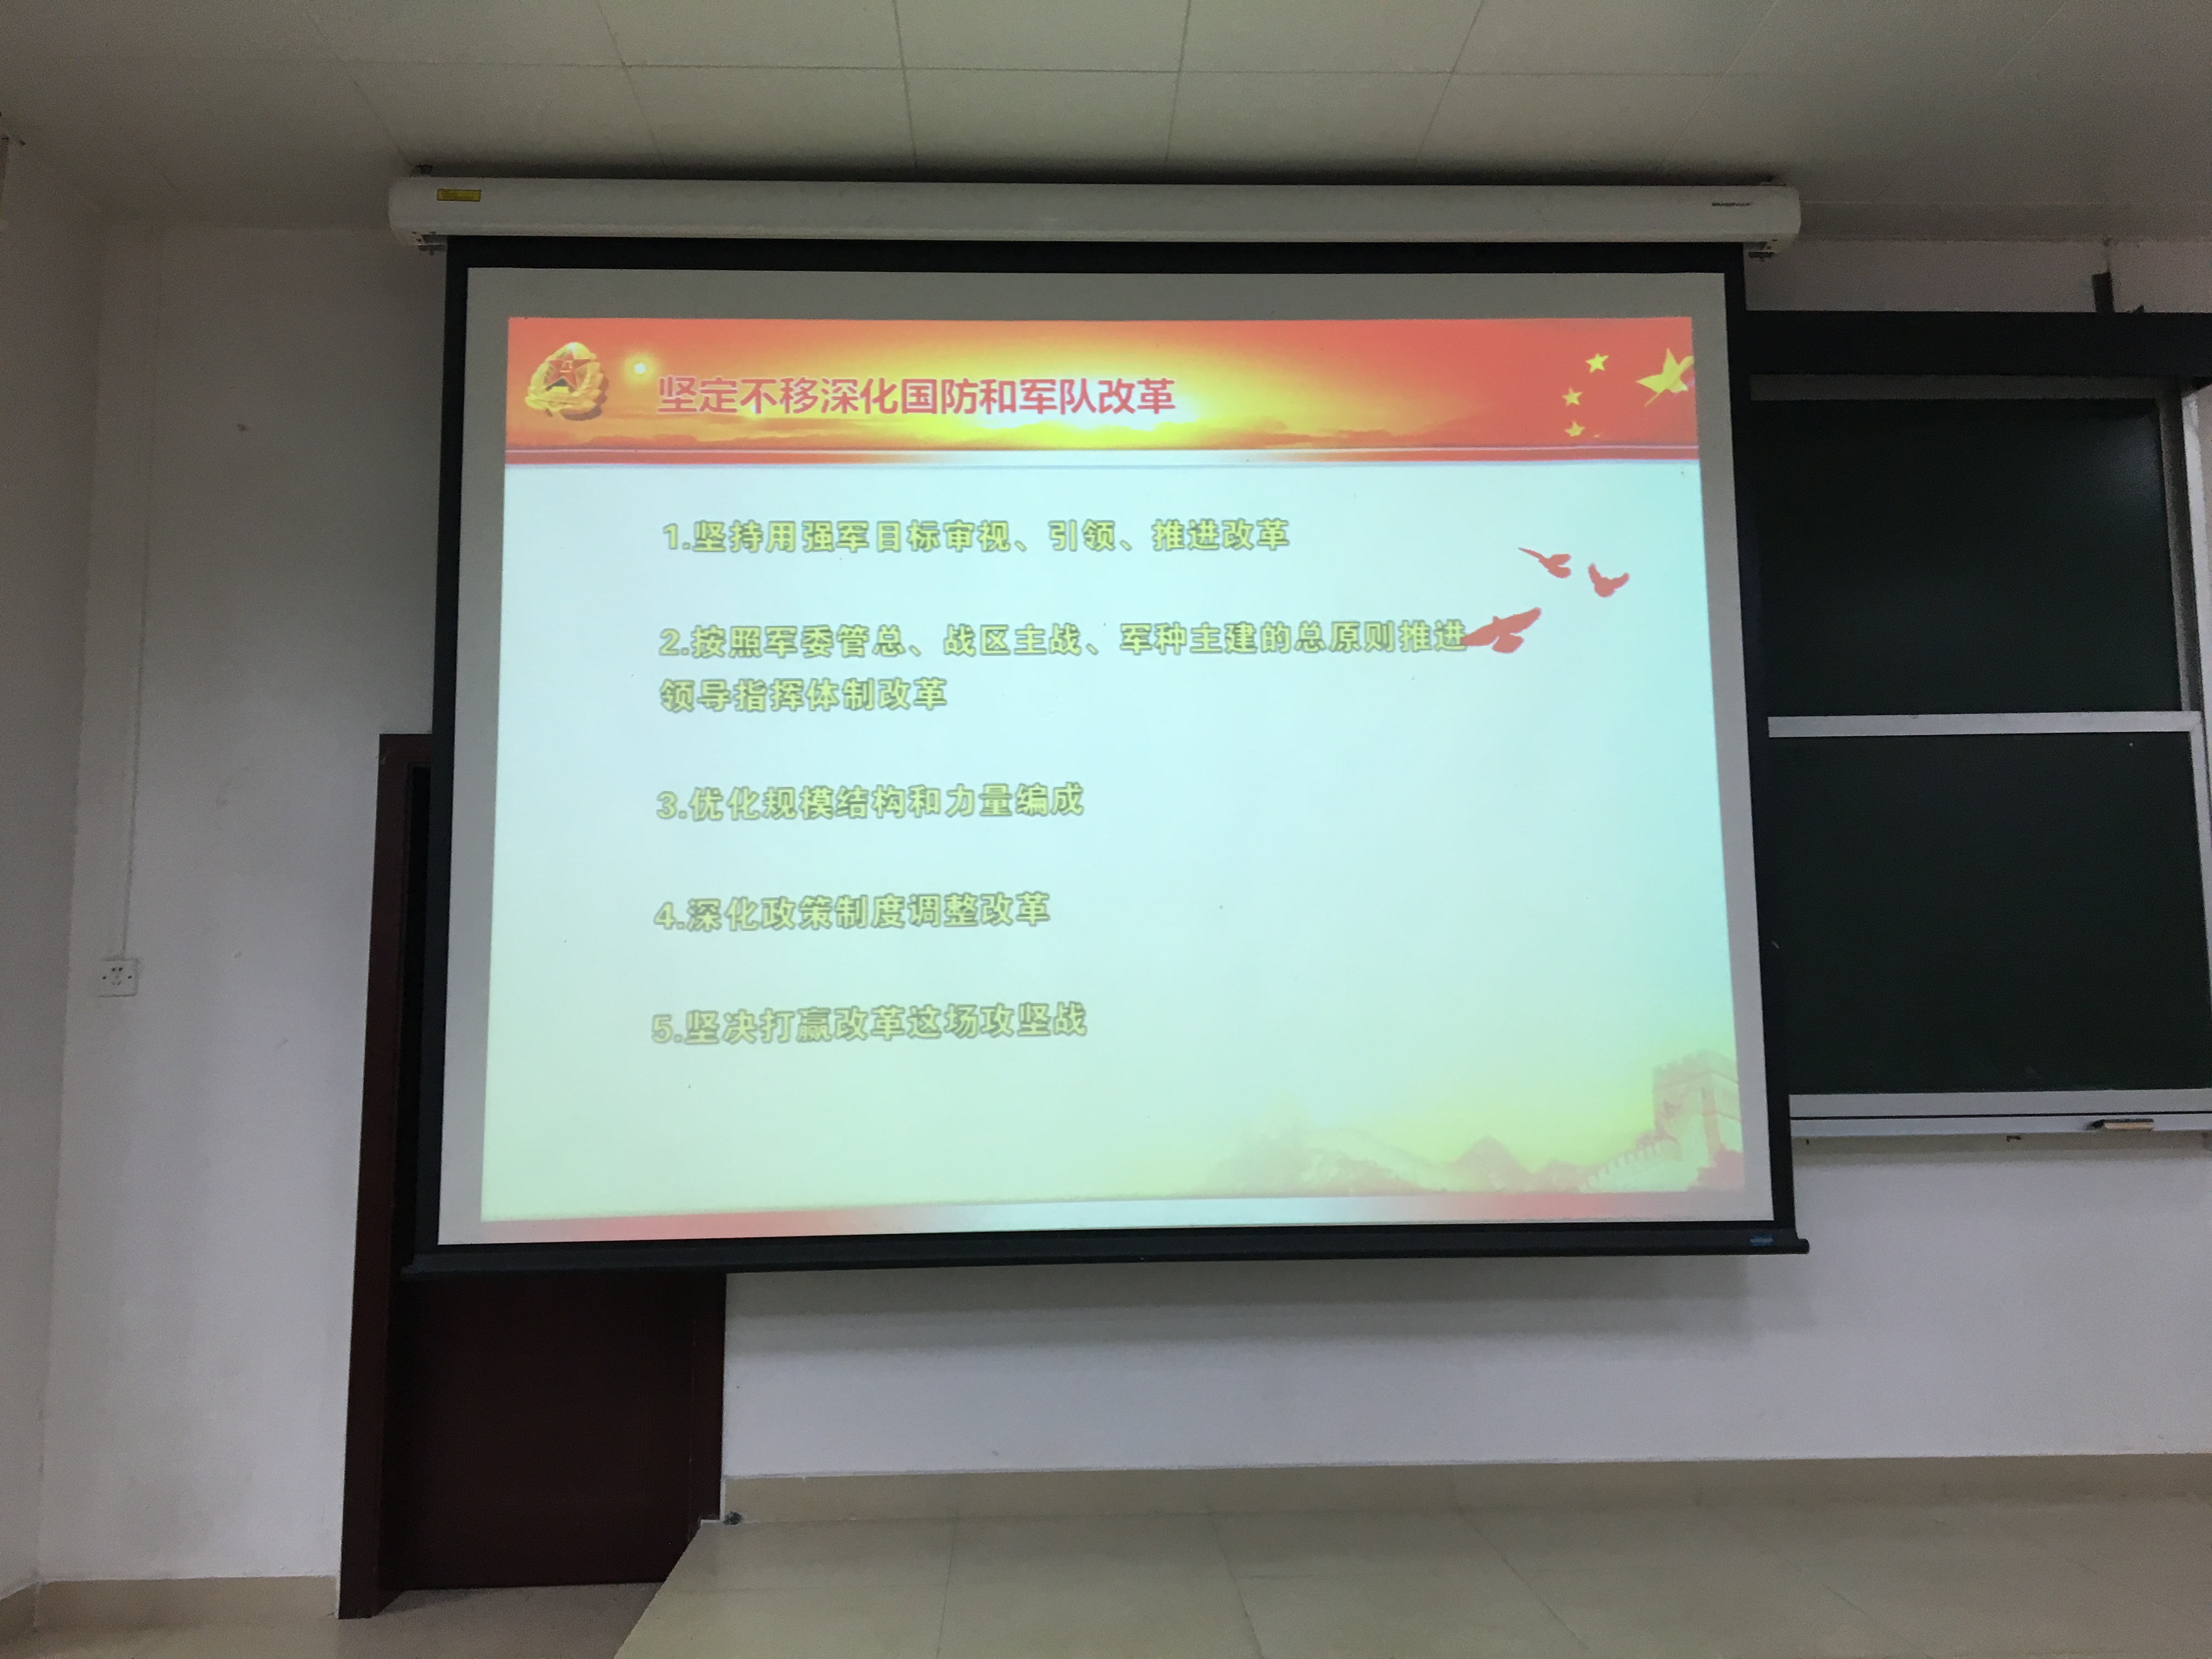 坚定不移深化国防和军队改革
1.坚持用强军目标审视、引领、推进改革
2.按照军委管总、战区主战、军种主建的总原则推进
领导指挥体制改革
3.优化规模结构和力量编成
4.深化政策制度调整改革
5.坚决打赢改革这场攻坚战